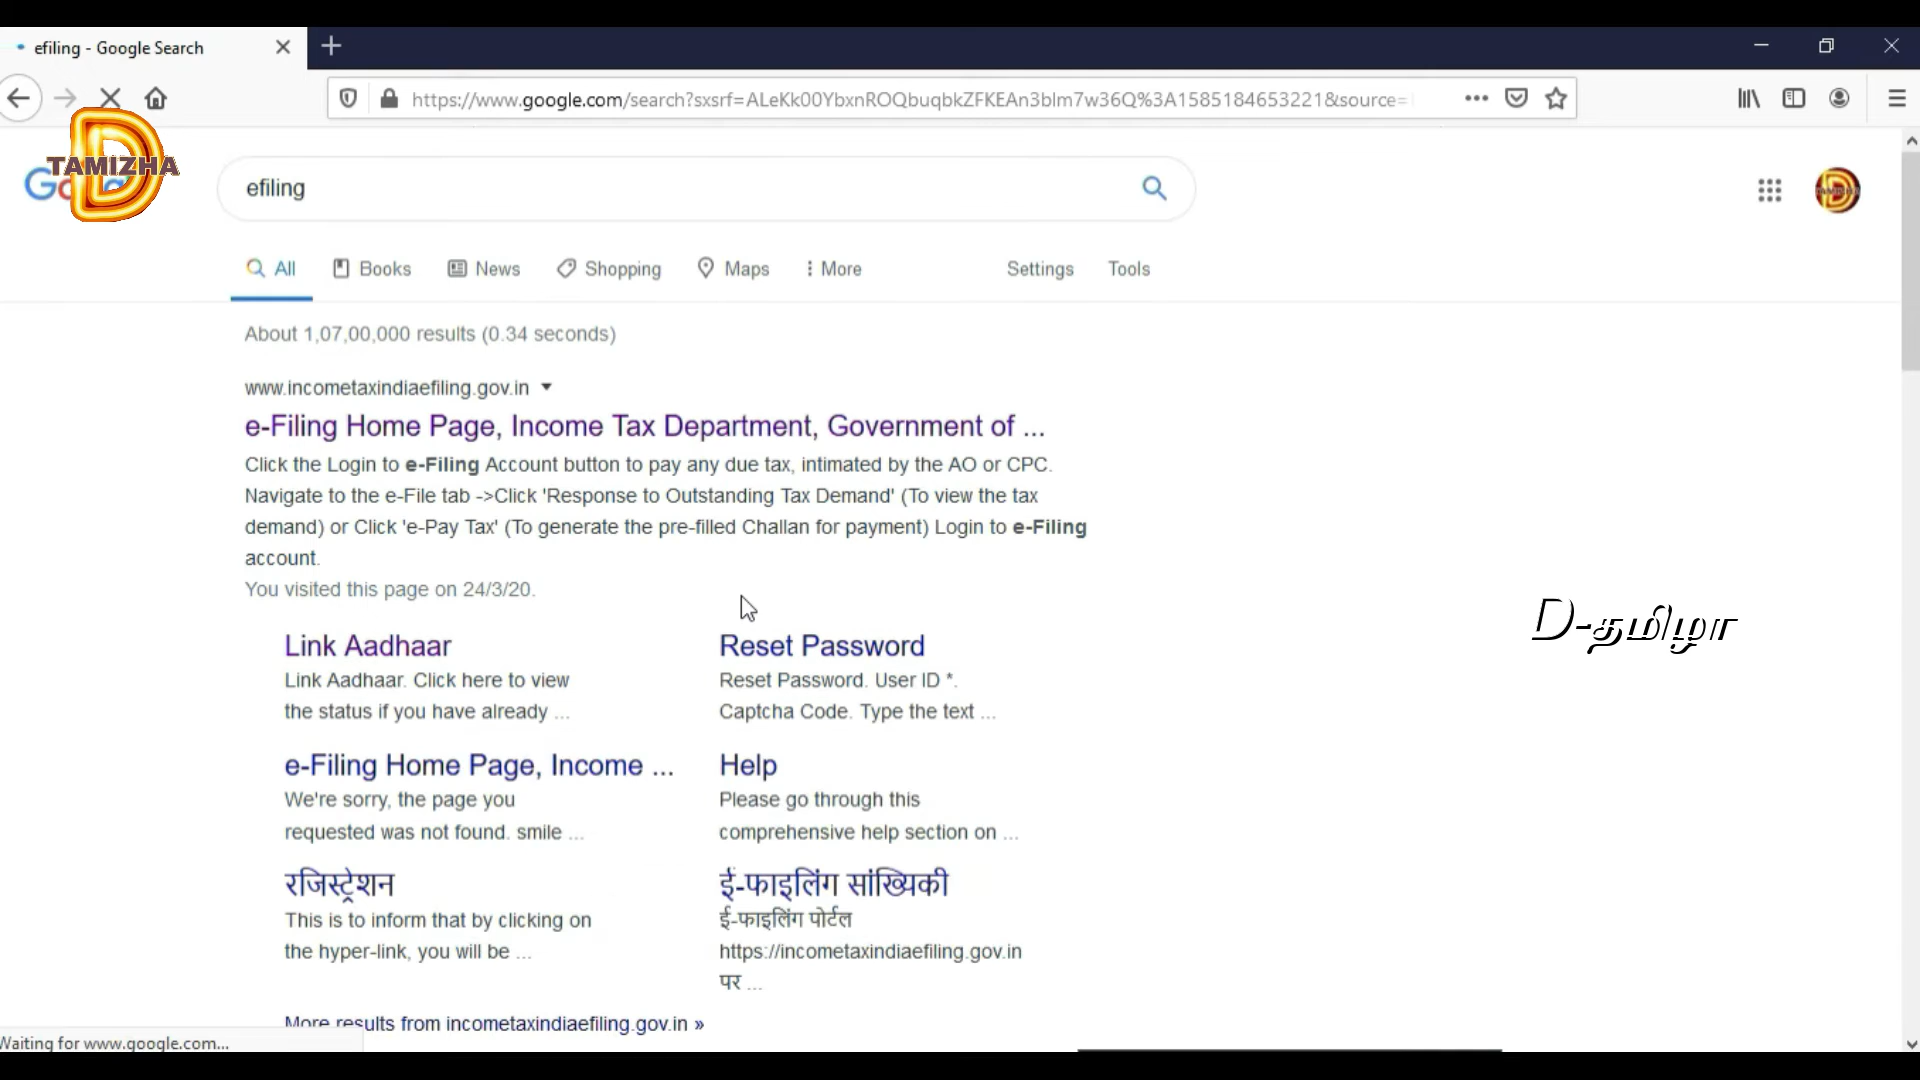 efiling - Google Search
https://www.google.com/search?sxsrf=ALeKk00YbxnROQbuqbkZFKEAn3blm7w36Q%3A1585184653221&source=
TAMIZHA
D
efiling
All Books News Shopping Maps More Settings Tools
About 1,07,00,000 results (0.34 seconds)
www.incometaxindiaefiling.gov.in
e-Filing Home Page, Income Tax Department, Government of ...
Click the Login to e-Filing Account button to pay any due tax, intimated by the AO or CPC.
Navigate to the e-File tab ->Click 'Response to Outstanding Tax Demand' (To view the tax
demand) or Click 'e-Pay Tax' (To generate the pre-filled Challan for payment) Login to e-Filing
account.
You visited this page on 24/3/20.
Link Aadhaar
Link Aadhaar. Click here to view
the status if you have already ...
Reset Password
Reset Password. User ID *.
Captcha Code. Type the text ...
e-Filing Home Page, Income ...
We're sorry, the page you
requested was not found. smile ...
Help
Please go through this
comprehensive help section on ...
रजिस्ट्रेशन
This is to inform that by clicking on
the hyper-link, you will be ...
ई-फाइलिंग सांख्यिकी
ई-फाइलिंग पोर्टल
https://incometaxindiaefiling.gov.in
पर ...
More results from incometaxindiaefiling.gov.in »
D-தமிழா
Waiting for www.google.com...